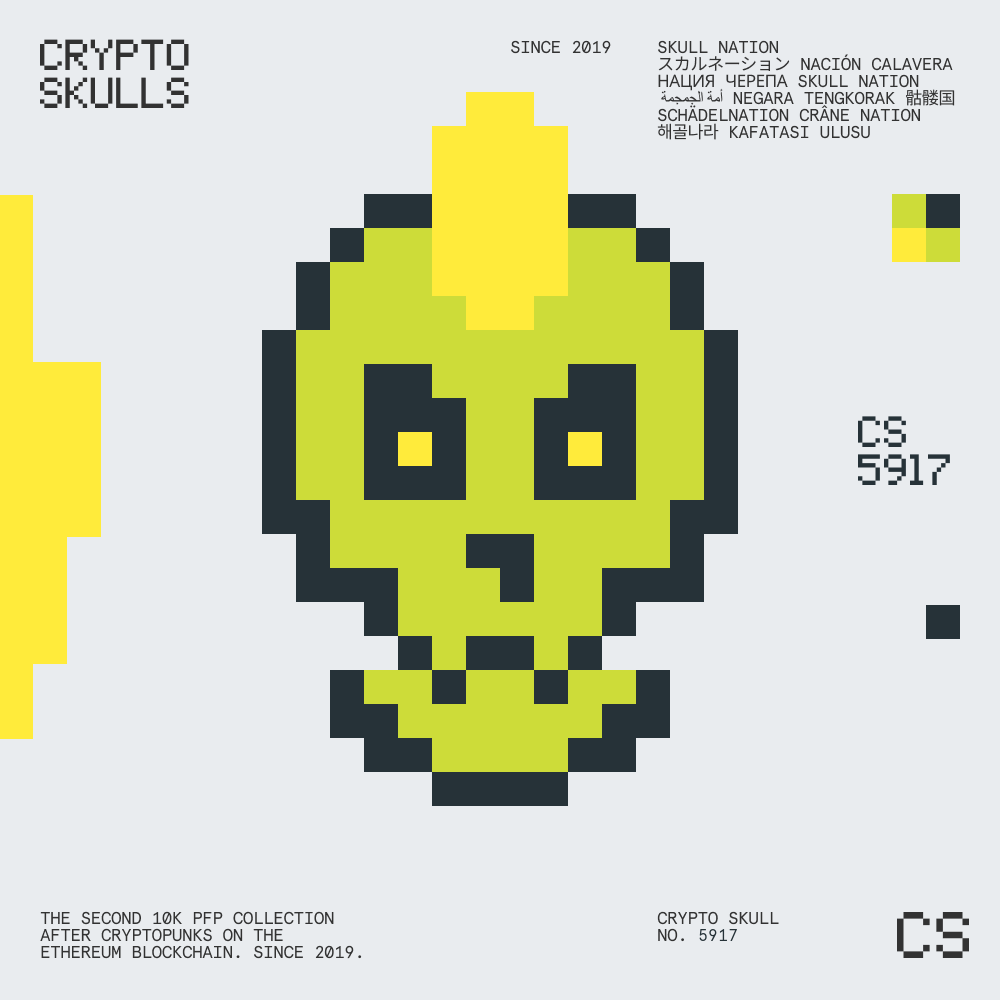 CRYPTO
SKULLS
SINCE 2019
SKULL NATION
スカルネーション NACIÓN CALAVERA
НАЦИЯ ЧЕРЕПА SKULL NATION
أمة الجمجمة NEGARA TENGKORAK 骷髅国
SCHÄDELNATION CRÂNE NATION
해골나라 KAFATASI ULUSU
CS
5917
THE SECOND 10K PFP COLLECTION
AFTER CRYPTOPUNKS ON THE
ETHEREUM BLOCKCHAIN. SINCE 2019.
CRYPTO SKULL
NO. 5917
CS